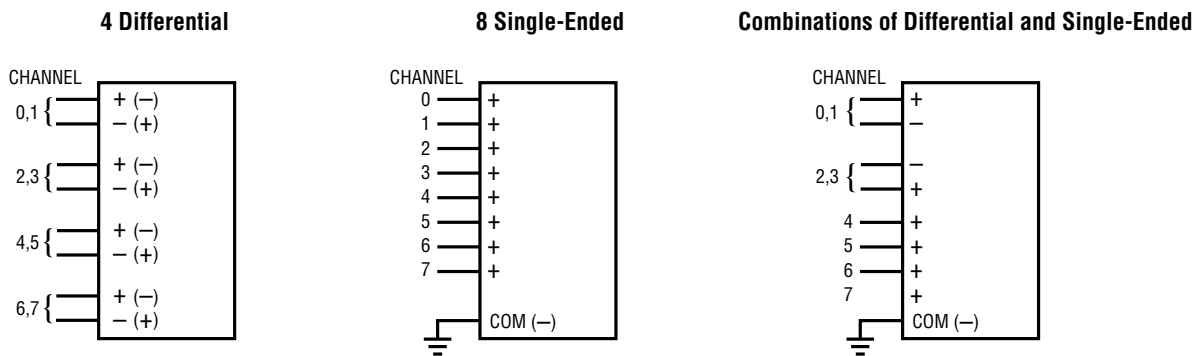 4 Differential
CHANNEL
0,1 { + (–)
– (+)
2,3 { + (–)
– (+)
4,5 { + (–)
– (+)
6,7 { + (–)
– (+)
8 Single-Ended
CHANNEL
0 +
1 +
2 +
3 +
4 +
5 +
6 +
7 +
COM (–)
Combinations of Differential and Single-Ended
CHANNEL
0,1 { +
–
2,3 { –
+
4 +
5 +
6 +
7 +
COM (–)